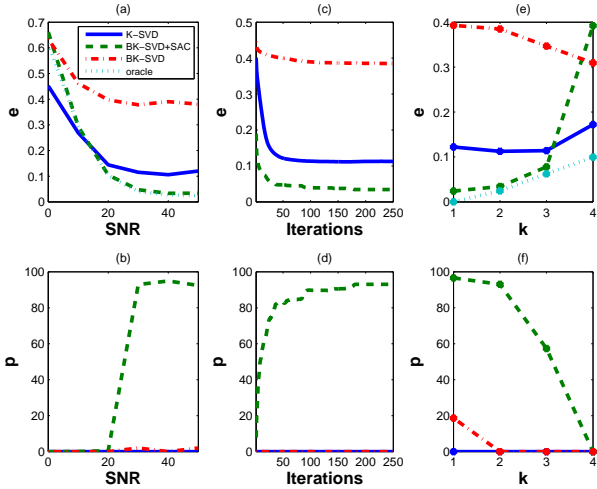 (a)
0.7
0.6
0.5
0.4
0.3
0.2
0.1
0
e
0
20
40
SNR
K-SVD
BK-SVD+SAC
BK-SVD
oracle
(c)
0.5
0.4
0.3
0.2
0.1
0
e
50
100
150
200
250
Iterations
(e)
0.4
0.3
0.2
0.1
0
e
1
2
3
4
k
(b)
100
80
60
40
20
0
p
0
20
40
SNR
(d)
100
80
60
40
20
0
p
50
100
150
200
250
Iterations
(f)
100
80
60
40
20
0
p
1
2
3
4
k